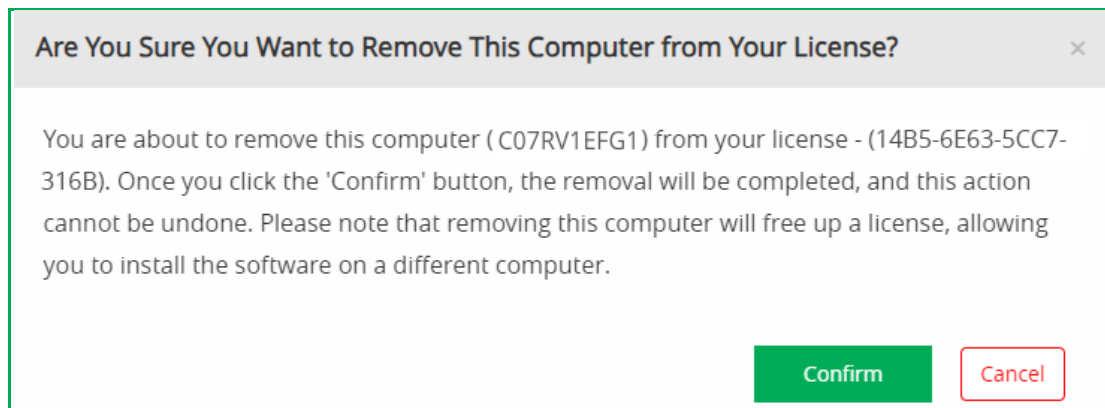 Are You Sure You Want to Remove This Computer from Your License? ×
You are about to remove this computer (C07RV1EFG1) from your license - (14B5-6E63-5CC7-
316B). Once you click the 'Confirm' button, the removal will be completed, and this action
cannot be undone. Please note that removing this computer will free up a license, allowing
you to install the software on a different computer.
Confirm Cancel